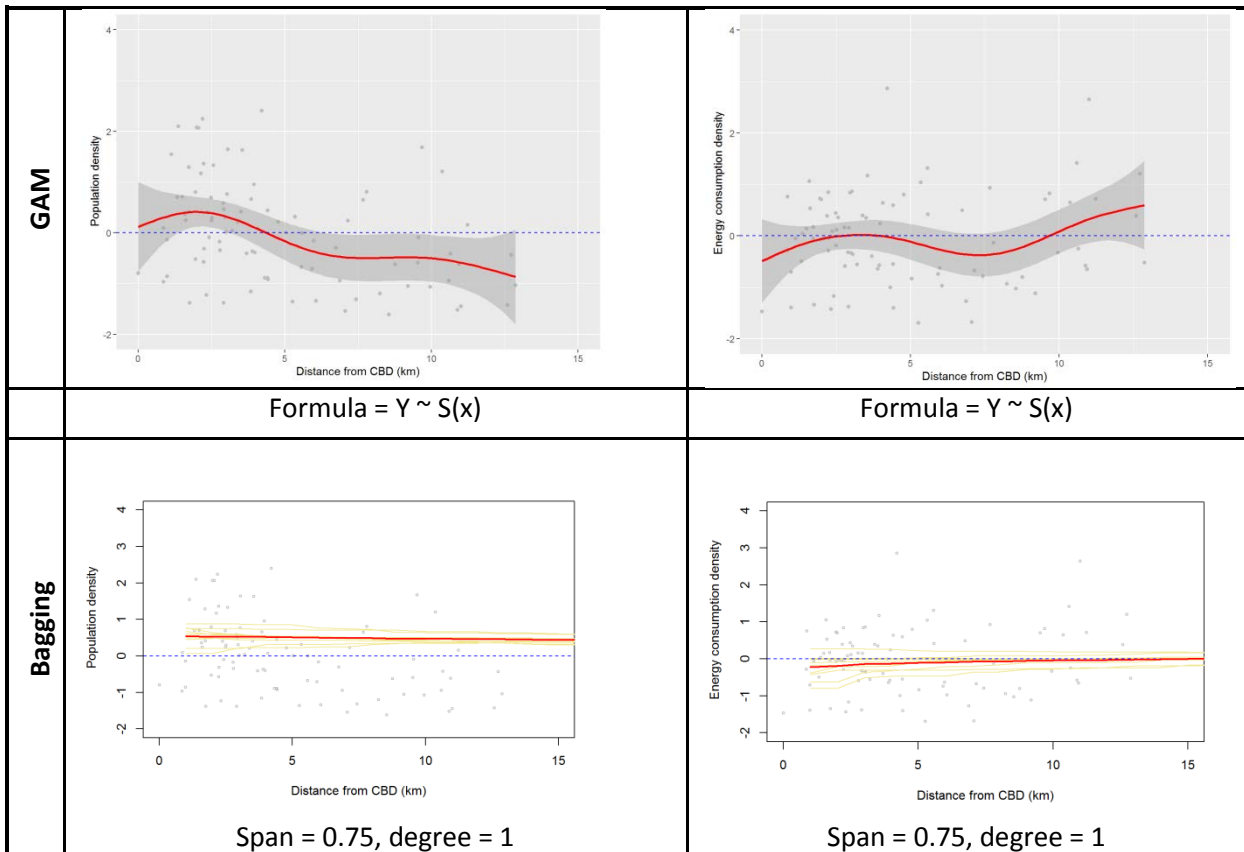 GAM
4
2
0
-2
Population density
0
5
10
15
Distance from CBD (km)
4
2
0
-2
Energy consumption density
0
5
10
15
Distance from CBD (km)
Formula = Y ~ S(x)
Formula = Y ~ S(x)
Bagging
4
3
2
1
0
-1
-2
Population density
0
5
10
15
Distance from CBD (km)
Span = 0.75, degree = 1
4
3
2
1
0
-1
-2
Energy consumption density
0
5
10
15
Distance from CBD (km)
Span = 0.75, degree = 1